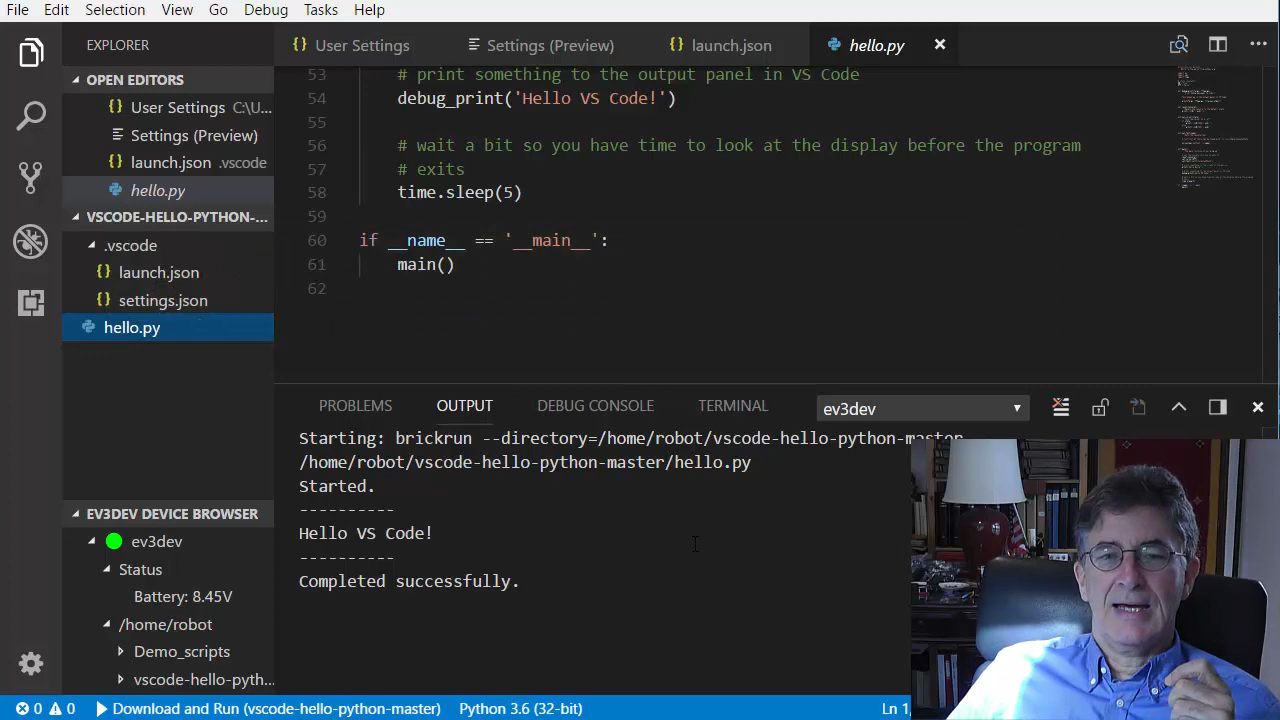 File Edit Selection View Go Debug Tasks Help
EXPLORER
OPEN EDITORS
{} User Settings C:\U...
Settings (Preview)
{} launch.json .vscode
hello.py
VSCODE-HELLO-PYTHON-...
.vscode
{} launch.json
{} settings.json
hello.py
EV3DEV DEVICE BROWSER
ev3dev
Status
Battery: 8.45V
/home/robot
Demo_scripts
vscode-hello-pyth...
{} User Settings Settings (Preview) {} launch.json hello.py
53 # print something to the output panel in VS Code
54 debug_print('Hello VS Code!')
55
56 # wait a bit so you have time to look at the display before the program
57 # exits
58 time.sleep(5)
59
60 if __name__ == '__main__':
61 main()
62
PROBLEMS OUTPUT DEBUG CONSOLE TERMINAL ev3dev
Starting: brickrun --directory=/home/robot/vscode-hello-python-master
/home/robot/vscode-hello-python-master/hello.py
Started.
----------
Hello VS Code!
----------
Completed successfully.
0 0 Download and Run (vscode-hello-python-master) Python 3.6 (32-bit) Ln 1,